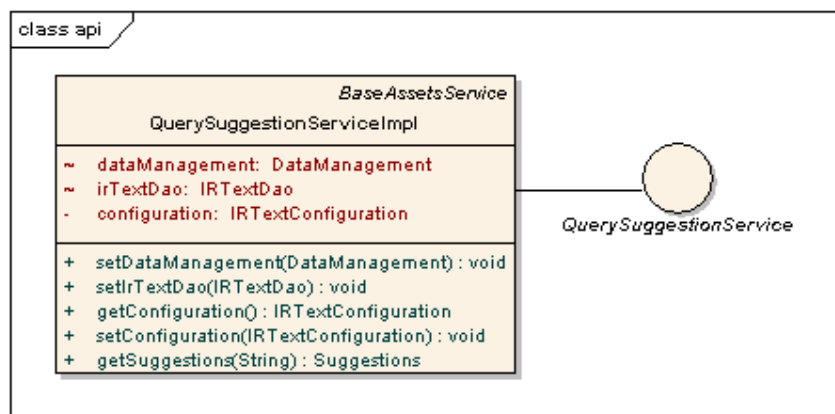 class api
BaseAssetsService
QuerySuggestionServiceImpl
~ dataManagement: DataManagement
~ irTextDao: IRTextDao
- configuration: IRTextConfiguration
+ setDataManagement(DataManagement) : void
+ setIrTextDao(IRTextDao) : void
+ getConfiguration() : IRTextConfiguration
+ setConfiguration(IRTextConfiguration) : void
+ getSuggestions(String) : Suggestions
QuerySuggestionService